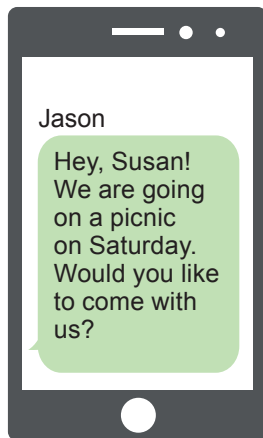 Jason
Hey, Susan!
We are going
on a picnic
on Saturday.
Would you like
to come with
us?